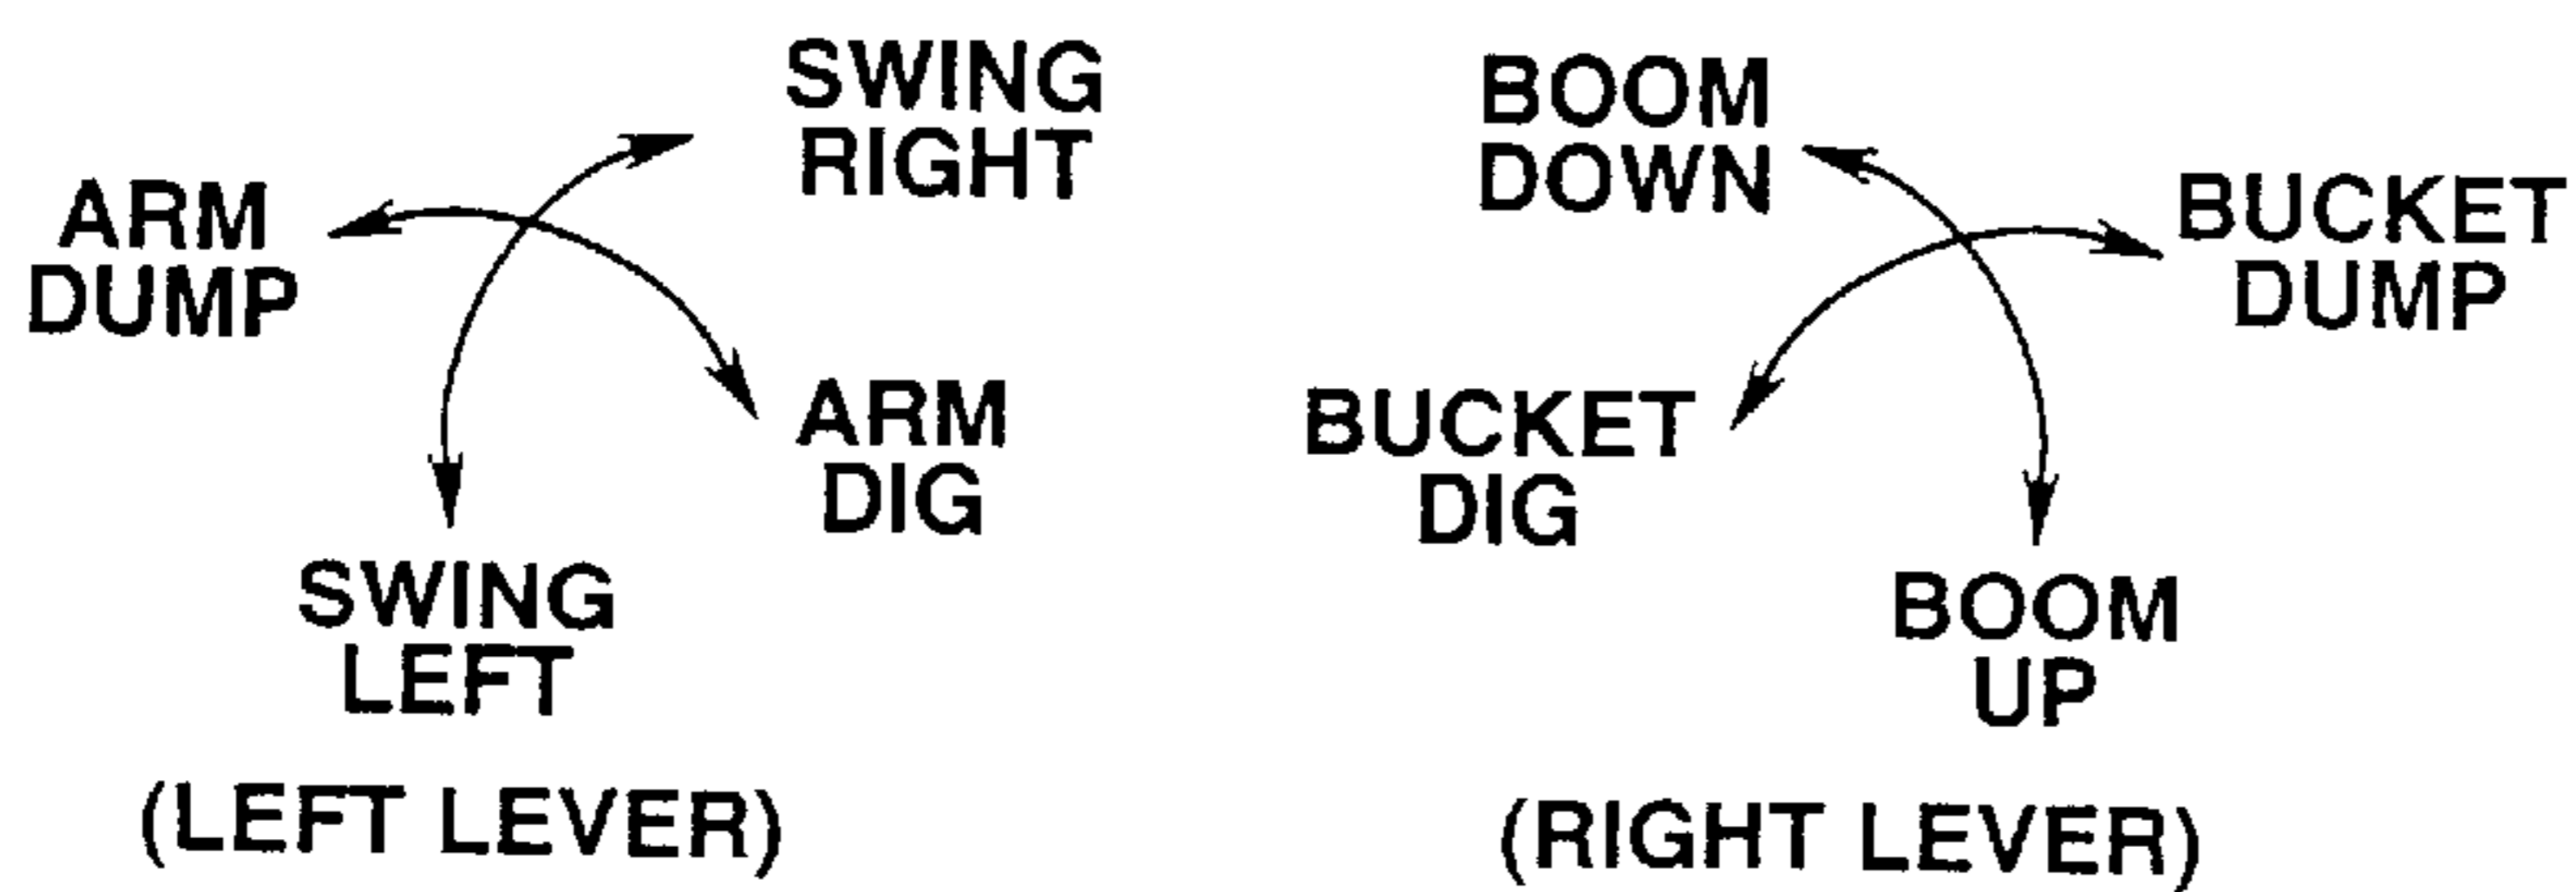 SWING
RIGHT
ARM
DUMP
ARM
DIG
SWING
LEFT
(LEFT LEVER)
BOOM
DOWN
BUCKET
DUMP
BUCKET
DIG
BOOM
UP
(RIGHT LEVER)